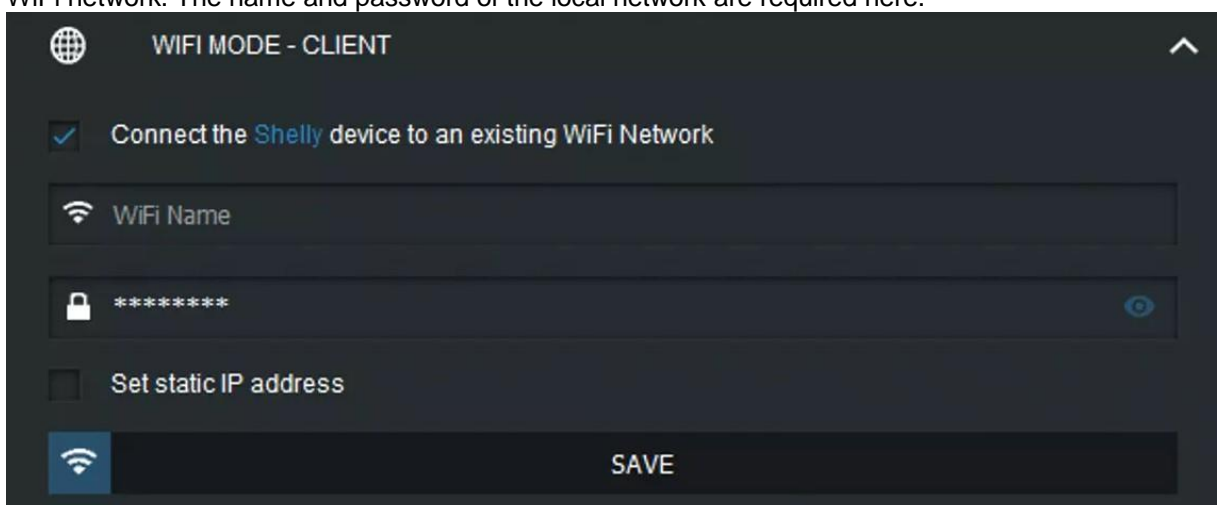 WiFi network. The name and password of the local network are required here.
WIFI MODE - CLIENT
Connect the Shelly device to an existing WiFi Network
WiFi Name
********
Set static IP address
SAVE